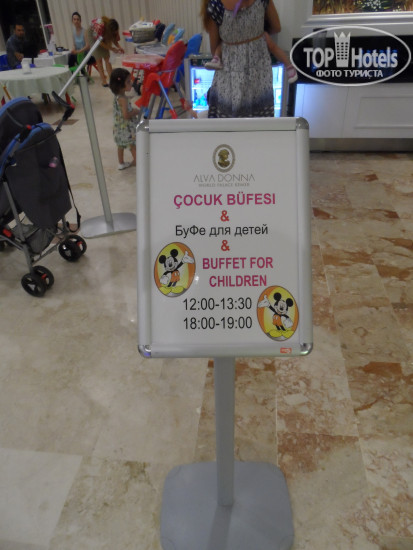 TOP Hotels
ФОТО ТУРИСТА
ALVA DONNA
ÇOCUK BÜFESI
&
БуФе для детей
&
BUFFET FOR
CHILDREN
12:00-13:30
18:00-19:00